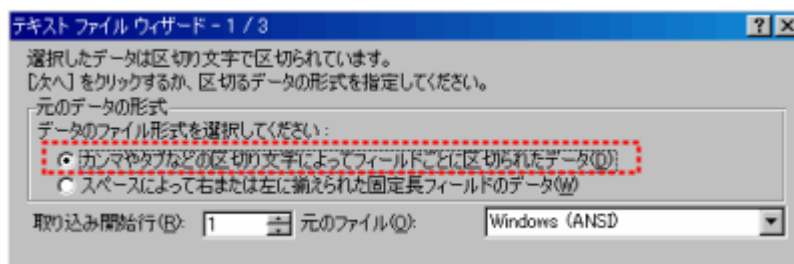 テキスト ファイル ウィザード - 1 / 3
選択したデータは区切り文字で区切られています。
[次へ] をクリックするか、区切るデータの形式を指定してください。
元のデータの形式
データのファイル形式を選択してください:
カンマやタブなどの区切り文字によってフィールドごとに区切られたデータ(D)
スペースによって右または左に揃えられた固定長フィールドのデータ(W)
取り込み開始行(R): 1 元のファイル(O): Windows (ANSI)